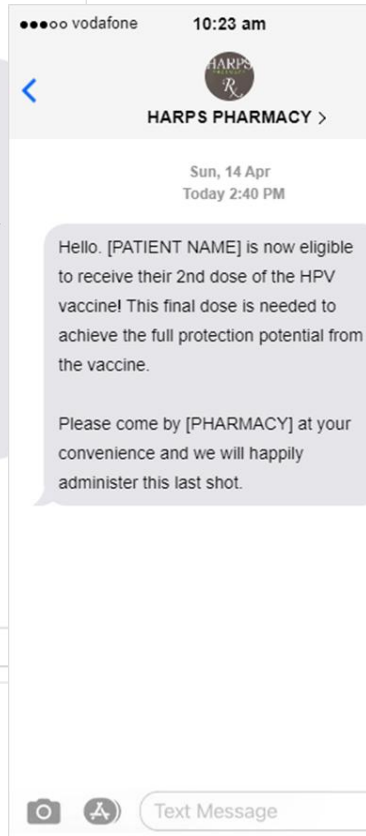 vodafone 10:23 am
HARPS
PHARMACY
Rx
HARPS PHARMACY >
Sun, 14 Apr
Today 2:40 PM
Hello. [PATIENT NAME] is now eligible
to receive their 2nd dose of the HPV
vaccine! This final dose is needed to
achieve the full protection potential from
the vaccine.
Please come by [PHARMACY] at your
convenience and we will happily
administer this last shot.
Text Message